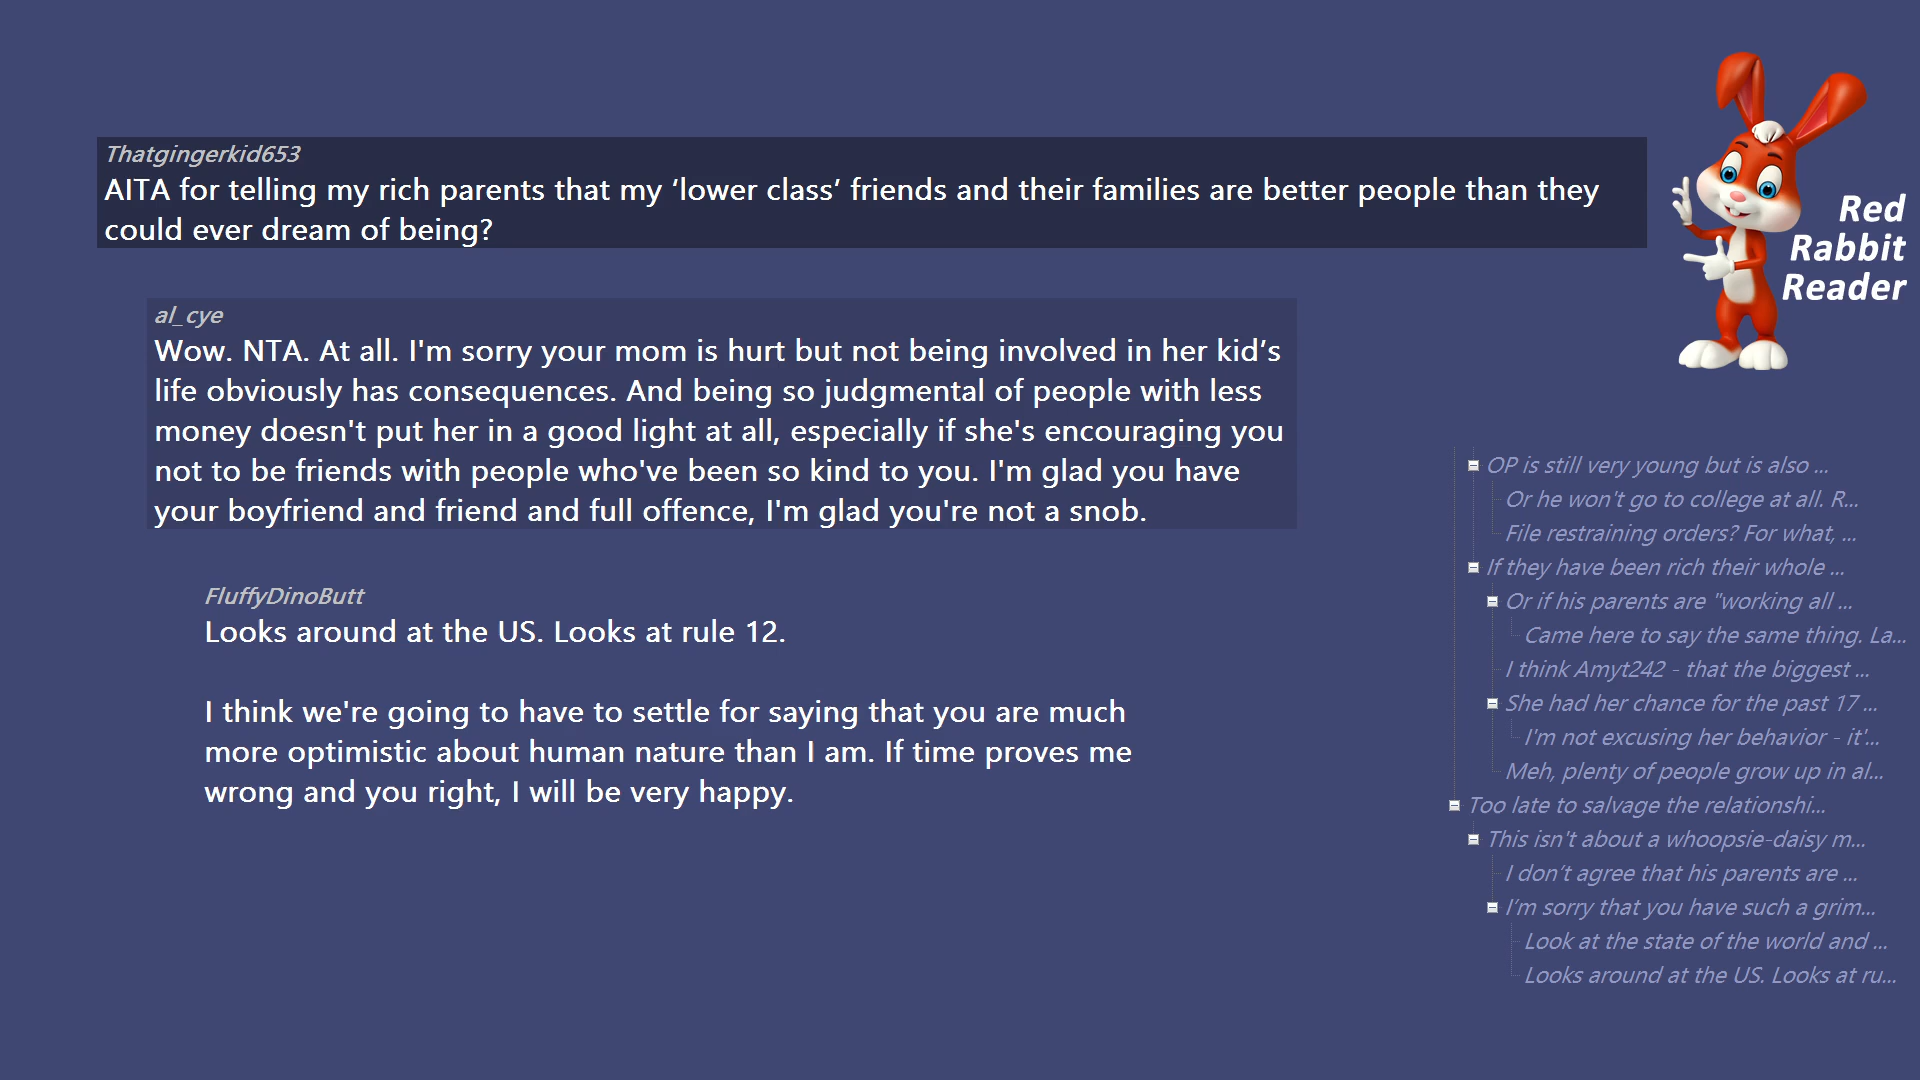 Thatgingerkid653
AITA for telling my rich parents that my ‘lower class’ friends and their families are better people than they
could ever dream of being?
Red
Rabbit
Reader
al_cye
Wow. NTA. At all. I'm sorry your mom is hurt but not being involved in her kid’s
life obviously has consequences. And being so judgmental of people with less
money doesn't put her in a good light at all, especially if she's encouraging you
not to be friends with people who've been so kind to you. I'm glad you have
your boyfriend and friend and full offence, I'm glad you're not a snob.
FluffyDinoButt
Looks around at the US. Looks at rule 12.
I think we're going to have to settle for saying that you are much
more optimistic about human nature than I am. If time proves me
wrong and you right, I will be very happy.
OP is still very young but is also ...
Or he won't go to college at all. R...
File restraining orders? For what, ...
If they have been rich their whole ...
Or if his parents are "working all ...
Came here to say the same thing. La...
I think Amyt242 - that the biggest ...
She had her chance for the past 17 ...
I'm not excusing her behavior - it'...
Meh, plenty of people grow up in al...
Too late to salvage the relationshi...
This isn't about a whoopsie-daisy m...
I don’t agree that his parents are ...
I’m sorry that you have such a grim...
Look at the state of the world and ...
Looks around at the US. Looks at ru...